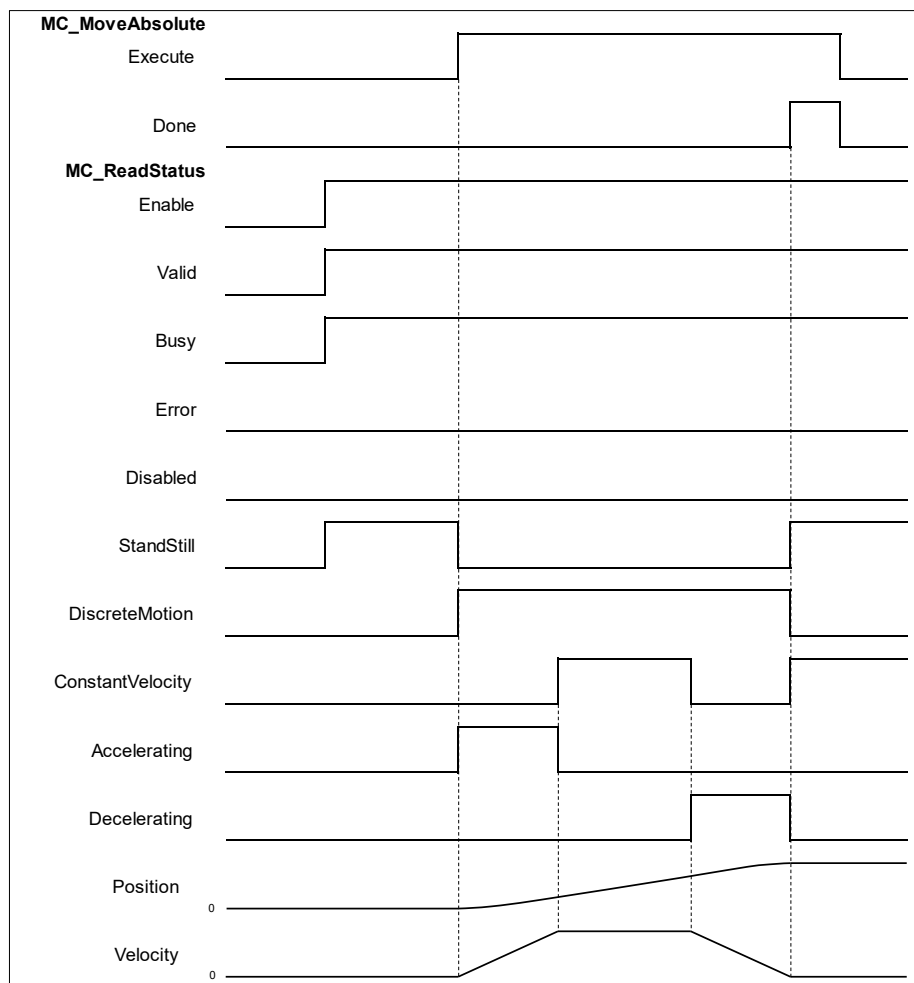 MC_MoveAbsolute
Execute
Done
MC_ReadStatus
Enable
Valid
Busy
Error
Disabled
StandStill
DiscreteMotion
ConstantVelocity
Accelerating
Decelerating
Position
0
Velocity
0